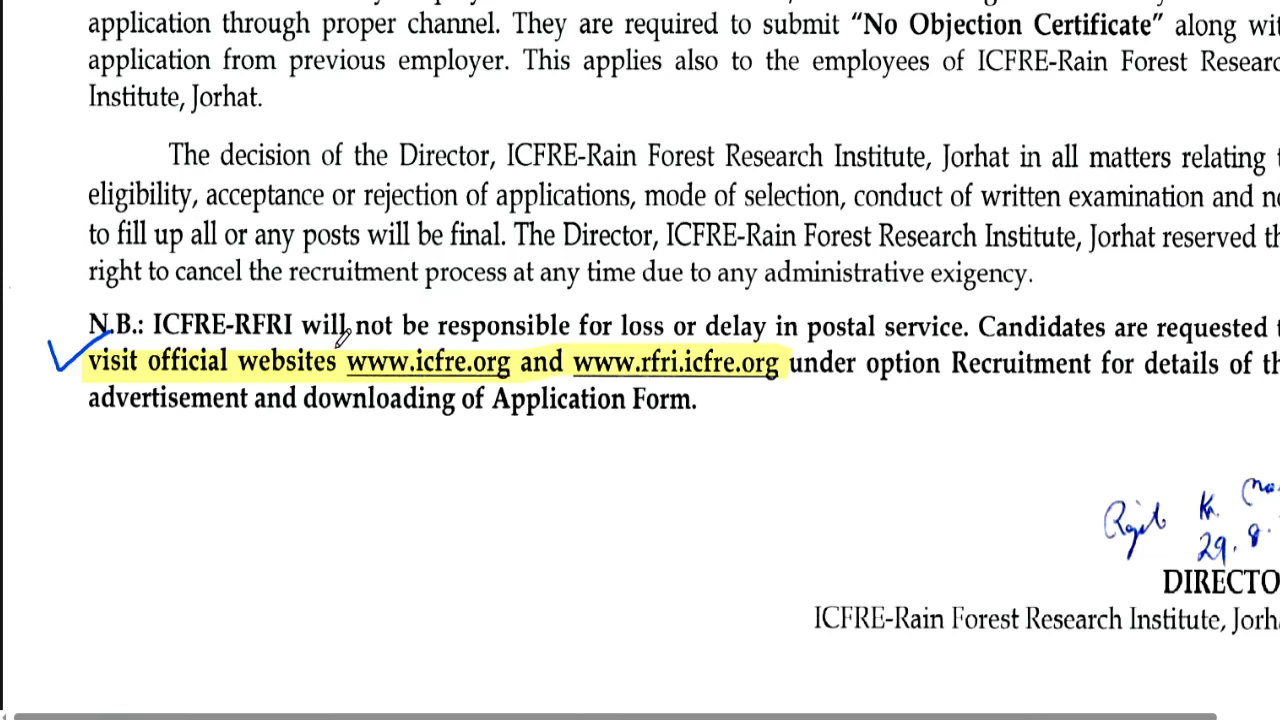 application through proper channel. They are required to submit “No Objection Certificate” along
application from previous employer. This applies also to the employees of ICFRE-Rain Forest
Institute, Jorhat.
The decision of the Director, ICFRE-Rain Forest Research Institute, Jorhat in all matters relating
eligibility, acceptance or rejection of applications, mode of selection, conduct of written examination and
to fill up all or any posts will be final. The Director, ICFRE-Rain Forest Research Institute, Jorhat reserved
right to cancel the recruitment process at any time due to any administrative exigency.
N.B.: ICFRE-RFRI will not be responsible for loss or delay in postal service. Candidates are requested
visit official websites www.icfre.org and www.rfri.icfre.org under option Recruitment for details of
advertisement and downloading of Application Form.
29.8.
DIRECTO
ICFRE-Rain Forest Research Institute, Jorha